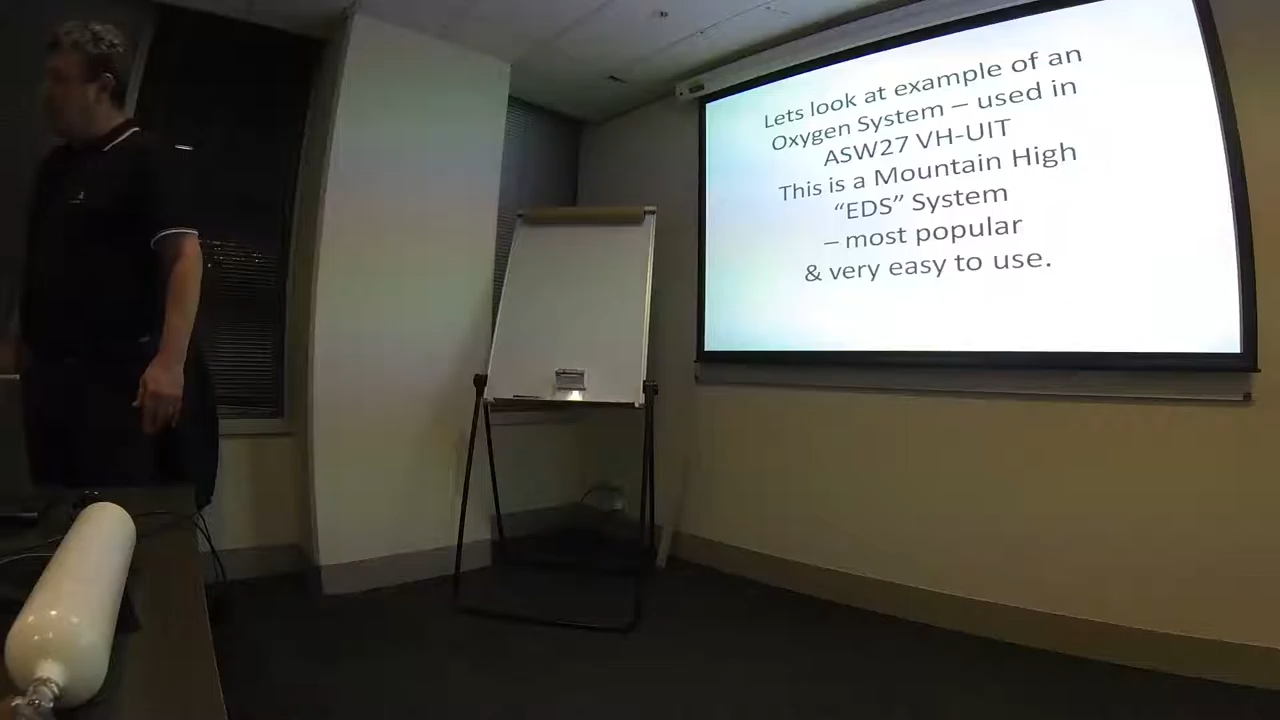 Lets look at example of an
Oxygen System – used in
ASW27 VH-UIT
This is a Mountain High
“EDS” System
– most popular
& very easy to use.